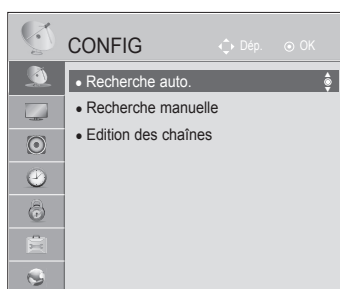 CONFIG Dép. OK
• Recherche auto.
• Recherche manuelle
• Edition des chaînes